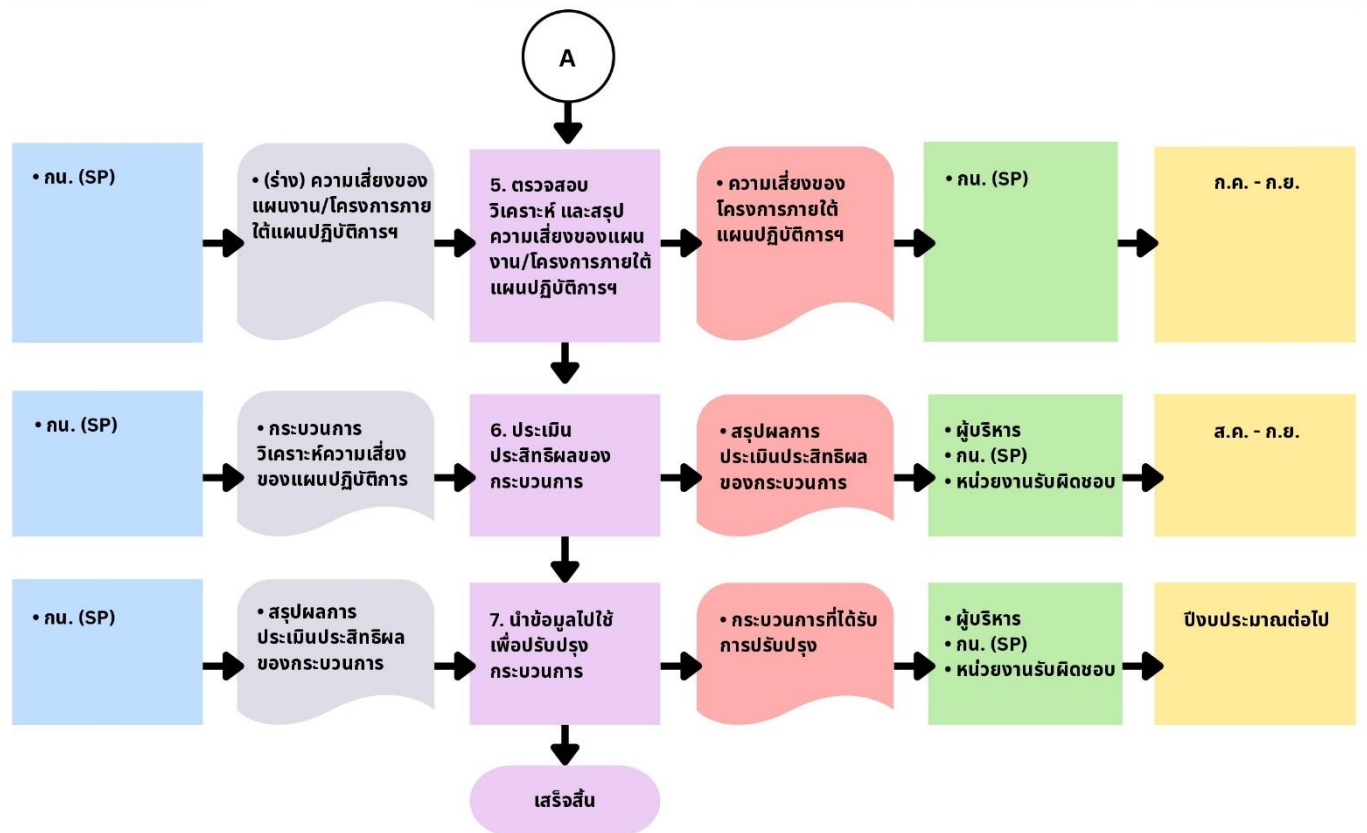 A
• กน. (SP)
• (ร่าง) ความเสี่ยงของ
แผนงาน/โครงการภาย
ใต้แผนปฏิบัติการฯ
5. ตรวจสอบ
วิเคราะห์ และสรุป
ความเสี่ยงของแผน
งาน/โครงการภายใต้
แผนปฏิบัติการฯ
• ความเสี่ยงของ
โครงการภายใต้
แผนปฏิบัติการฯ
• กน. (SP)
ก.ค. - ก.ย.
• กน. (SP)
• กระบวนการ
วิเคราะห์ความเสี่ยง
ของแผนปฏิบัติการ
6. ประเมิน
ประสิทธิผลของ
กระบวนการ
• สรุปผลการ
ประเมินประสิทธิผล
ของกระบวนการ
• ผู้บริหาร
• กน. (SP)
• หน่วยงานรับผิดชอบ
ส.ค. - ก.ย.
• กน. (SP)
• สรุปผลการ
ประเมินประสิทธิผล
ของกระบวนการ
7. นำข้อมูลไปใช้
เพื่อปรับปรุง
กระบวนการ
• กระบวนการที่ได้รับ
การปรับปรุง
• ผู้บริหาร
• กน. (SP)
• หน่วยงานรับผิดชอบ
ปีงบประมาณต่อไป
เสร็จสิ้น